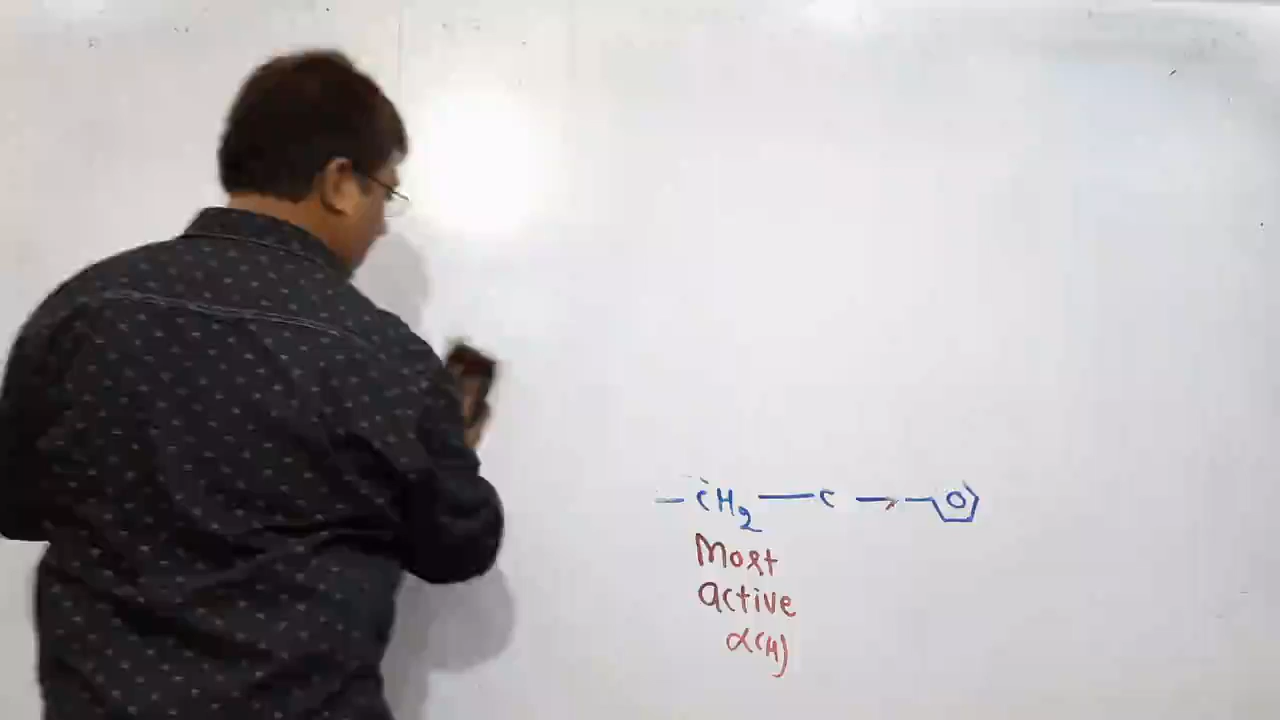 – CH₂ — C — –
Most
active
α(H)